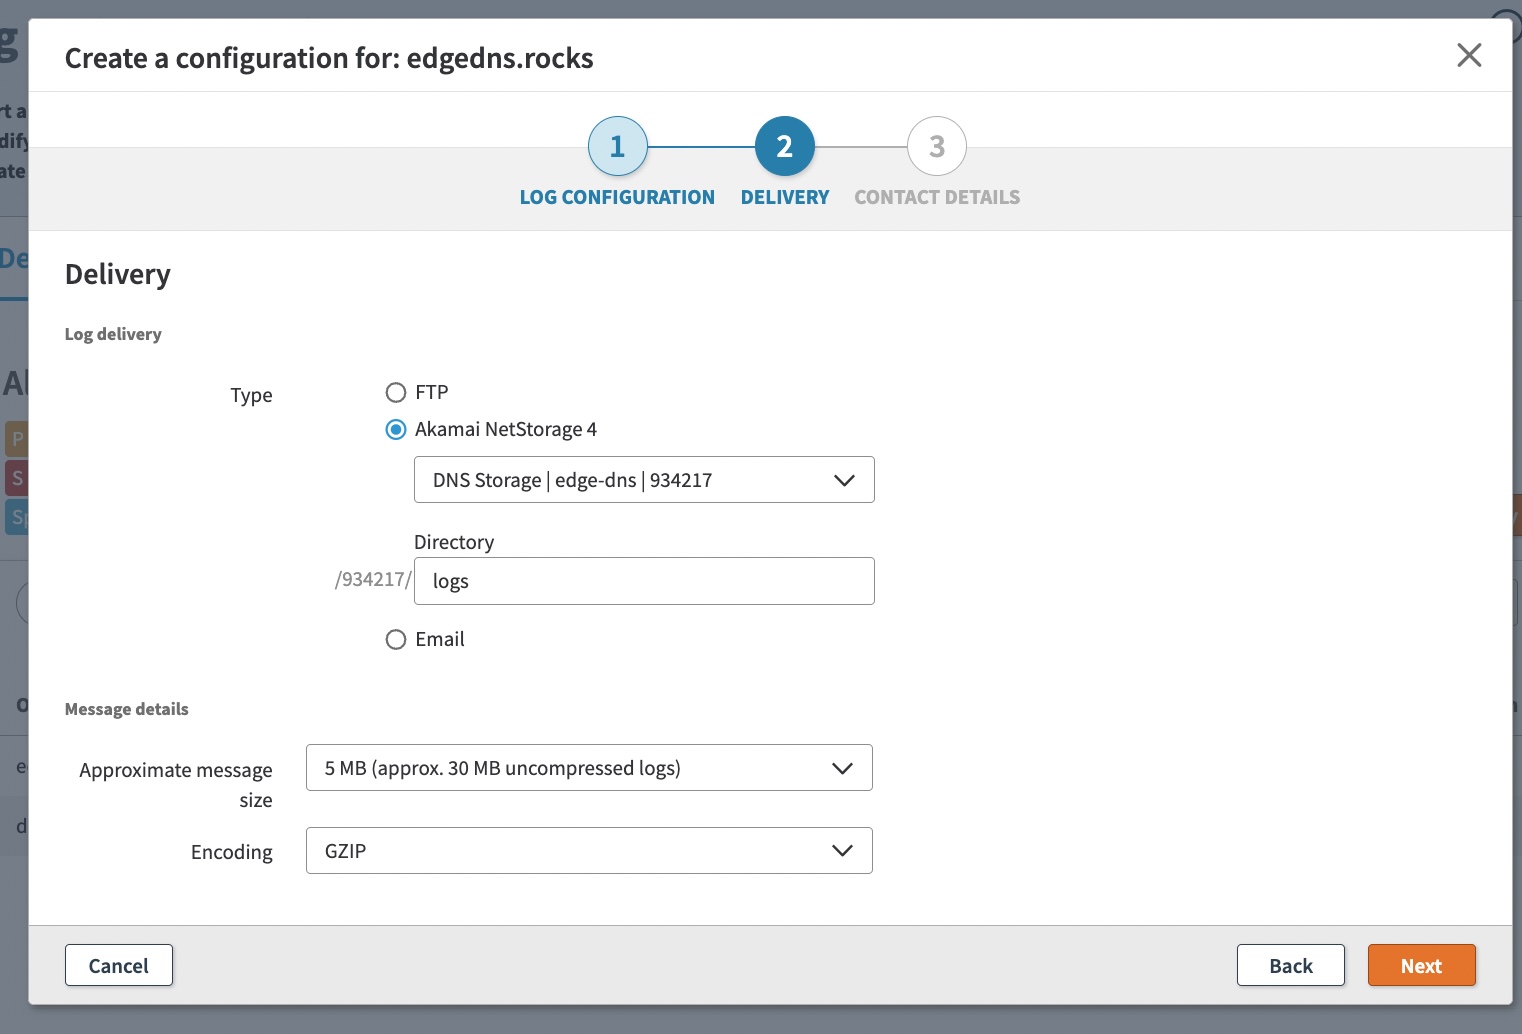 Create a configuration for: edgedns.rocks
1
2
3
LOG CONFIGURATION
DELIVERY
CONTACT DETAILS
Delivery
Log delivery
Type
FTP
Akamai NetStorage 4
DNS Storage | edge-dns | 934217
Directory
/934217/
logs
Email
Message details
Approximate message
size
5 MB (approx. 30 MB uncompressed logs)
Encoding
GZIP
Cancel
Back
Next